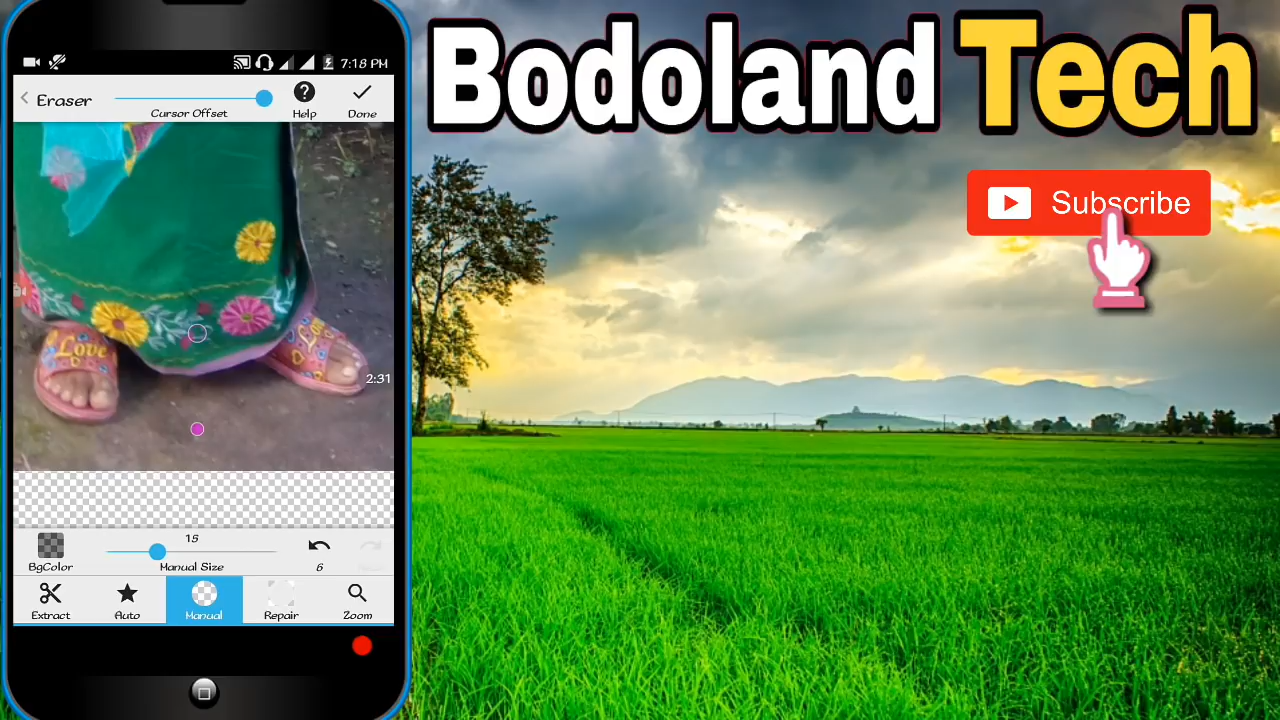 Bodoland Tech
Subscribe
7:18 PM
Eraser
Cursor Offset
Help
Done
Love
Love
2:31
15
BgColor
Manual Size
6
Extract
Auto
Manual
Repair
Zoom